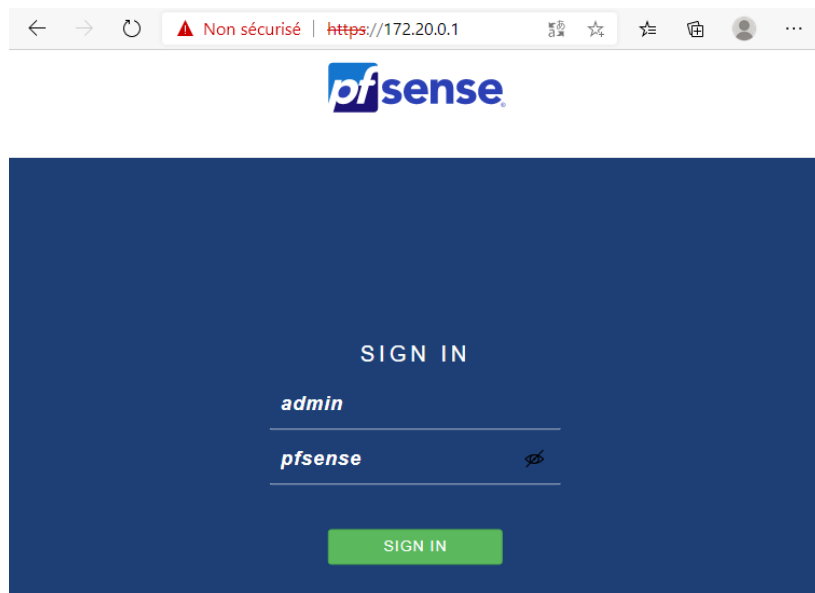 Non sécurisé | https://172.20.0.1
pfsense
SIGN IN
admin
pfsense
SIGN IN